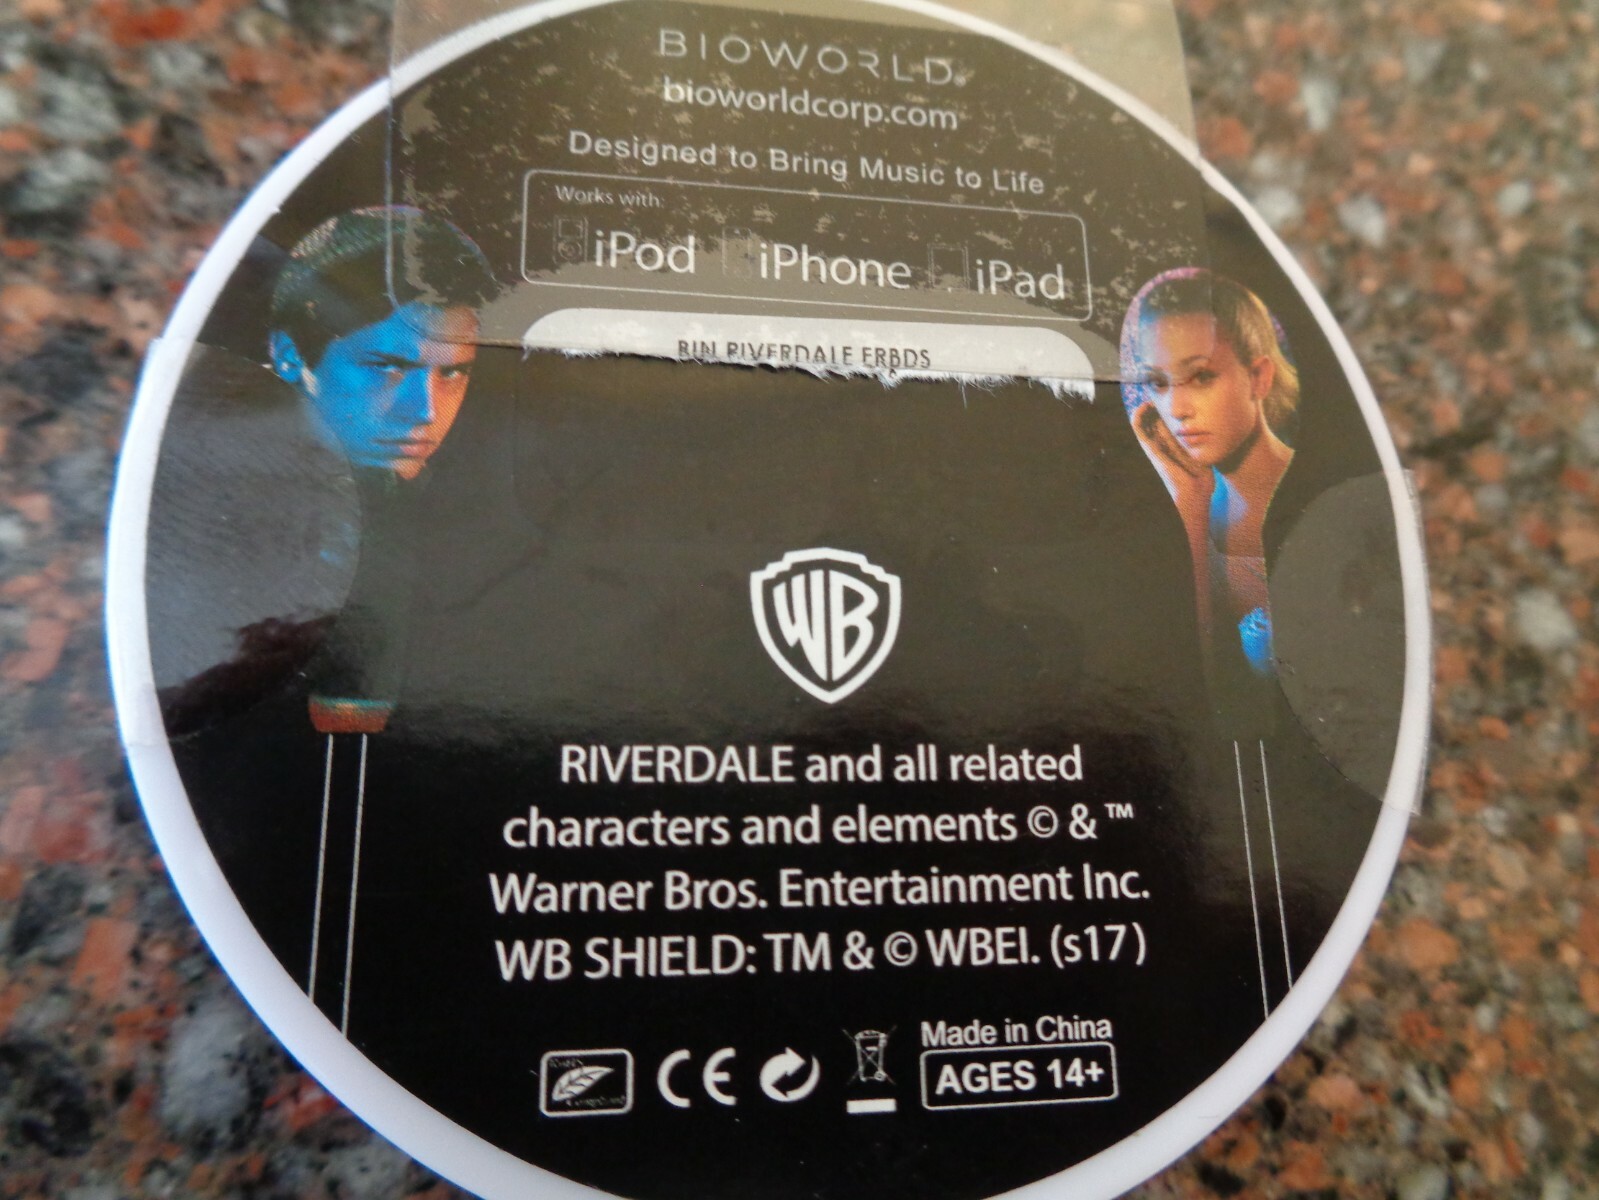 BIOWORLD
bioworldcorp.com
Designed to Bring Music to Life
Works with:
iPod iPhone iPad
BIN RIVERDALE ERBDS
WB
RIVERDALE and all related
characters and elements © & ™
Warner Bros. Entertainment Inc.
WB SHIELD: TM & © WBEI. (s17)
CE
Made in China
AGES 14+